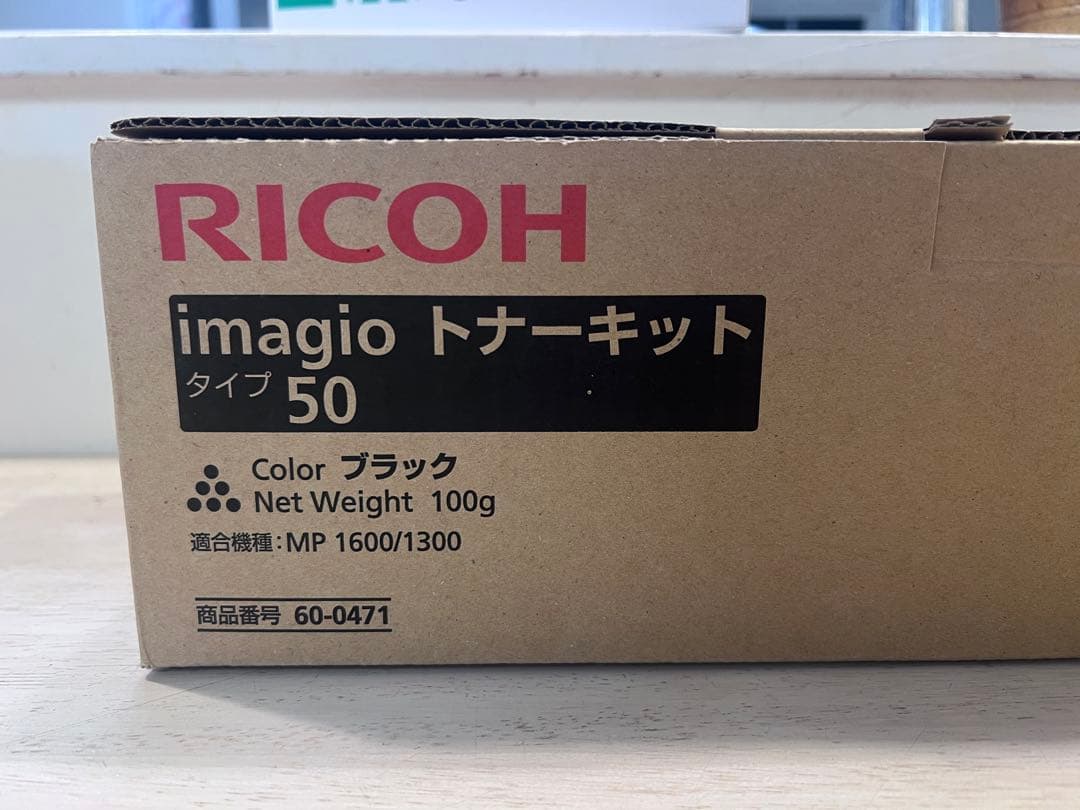 RICOH
imagio トナーキット
タイプ 50
Color ブラック
Net Weight 100g
適合機種:MP 1600/1300
商品番号 60-0471